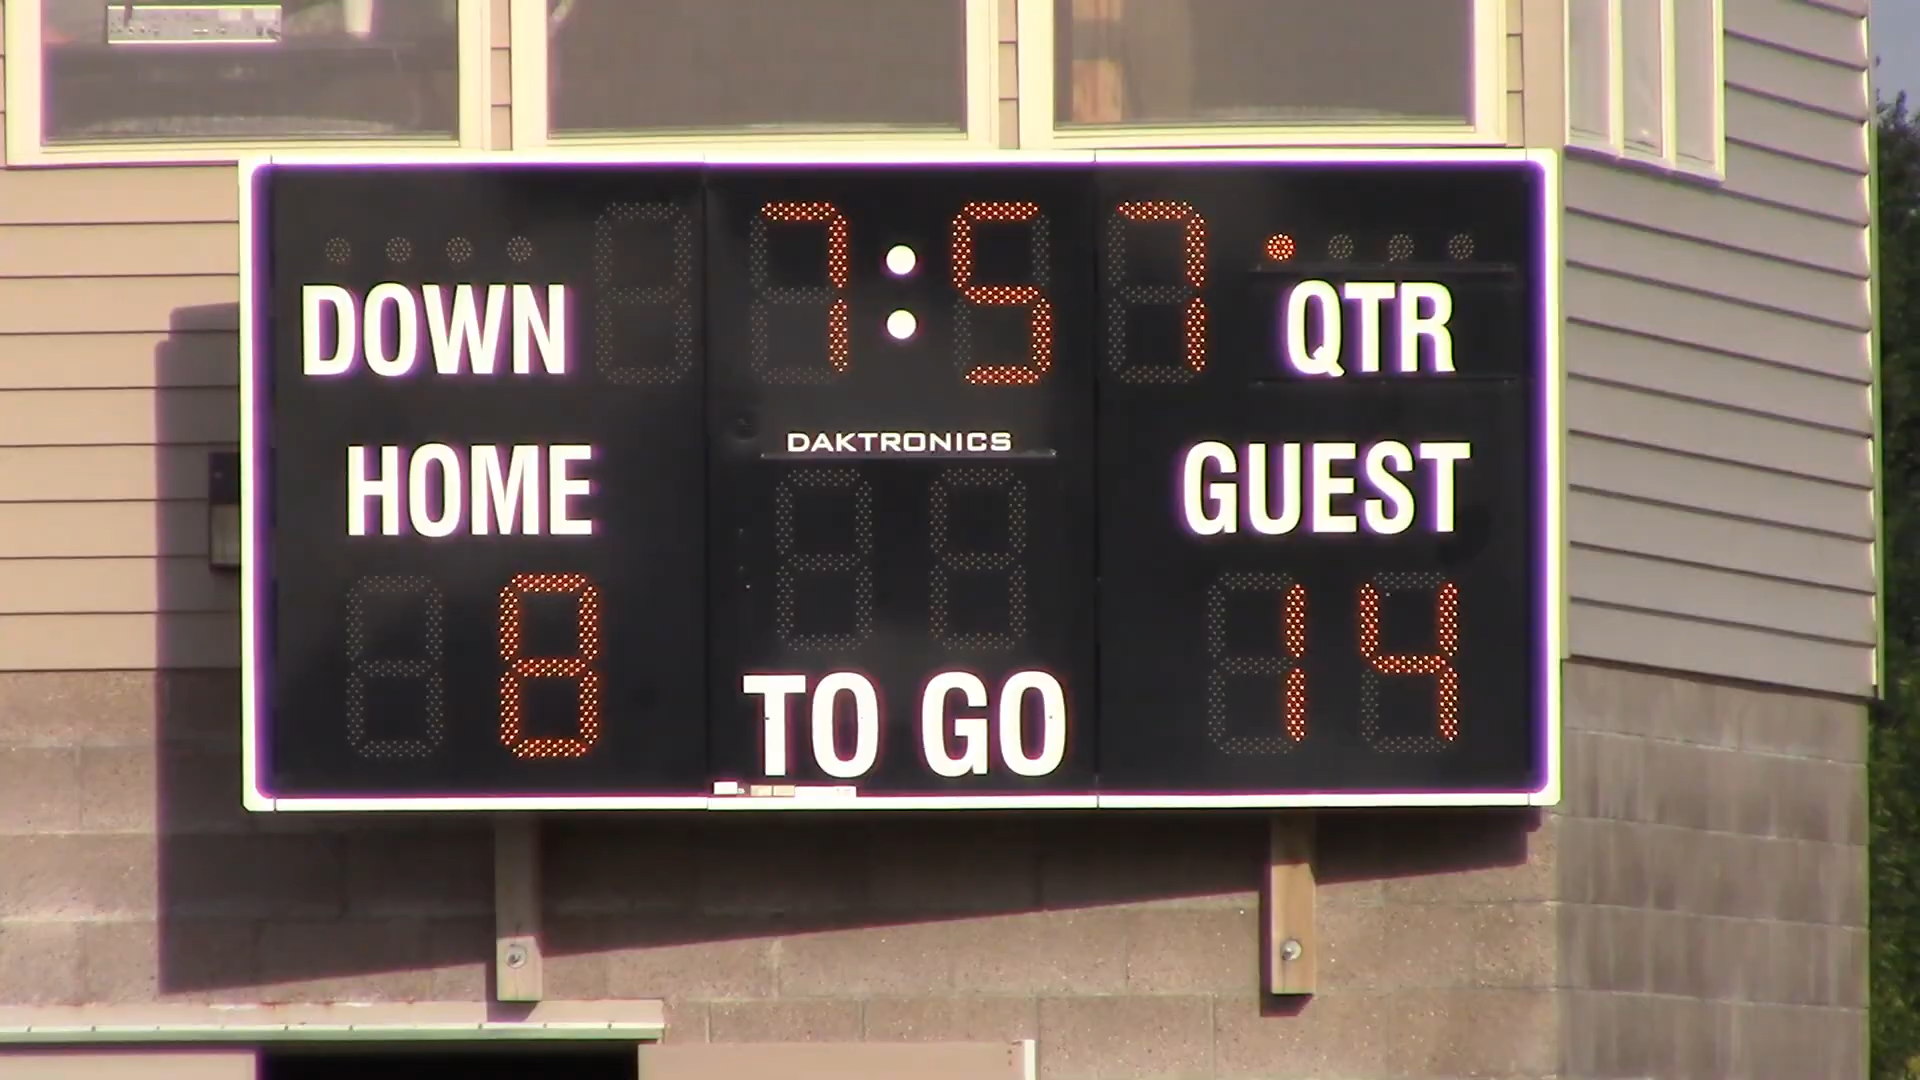 7:57
DOWN QTR
DAKTRONICS
HOME GUEST
8 14
TO GO